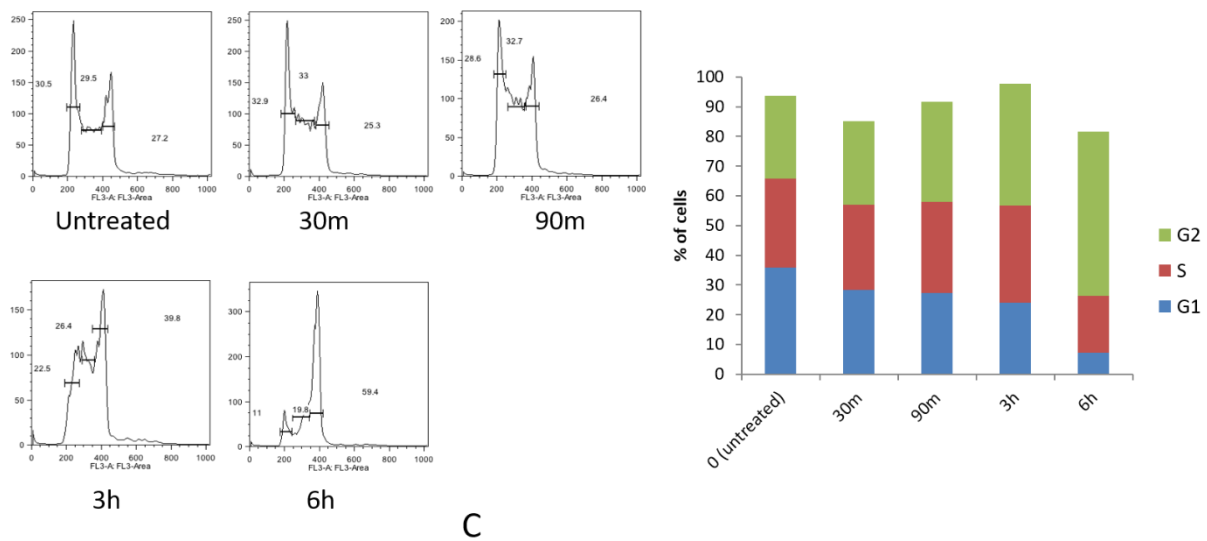 250
200
150
100
50
0
30.5
29.5
27.2
0 200 400 600 800 1000
FL3-A: FL3-Area
Untreated
250
200
150
100
50
0
32.9
33
25.3
0 200 400 600 800 1000
FL3-A: FL3-Area
30m
200
150
100
50
0
28.6
32.7
26.4
0 200 400 600 800 1000
FL3-A: FL3-Area
90m
150
100
50
0
22.5
26.4
39.8
0 200 400 600 800 1000
FL3-A: FL3-Area
3h
300
200
100
0
11
19.8
59.4
0 200 400 600 800 1000
FL3-A: FL3-Area
6h
C
% of cells
100
90
80
70
60
50
40
30
20
10
0
0 (untreated)
30m
90m
3h
6h
G2
S
G1